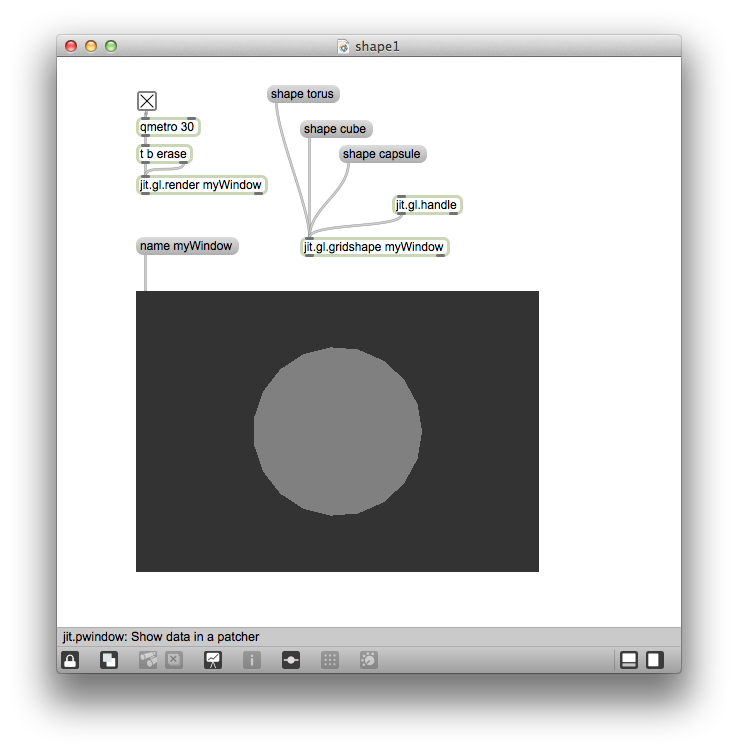 shape1
shape torus
qmetro 30
shape cube
t b erase
shape capsule
jit.gl.render myWindow
jit.gl.handle
name myWindow
jit.gl.gridshape myWindow
jit.pwindow: Show data in a patcher